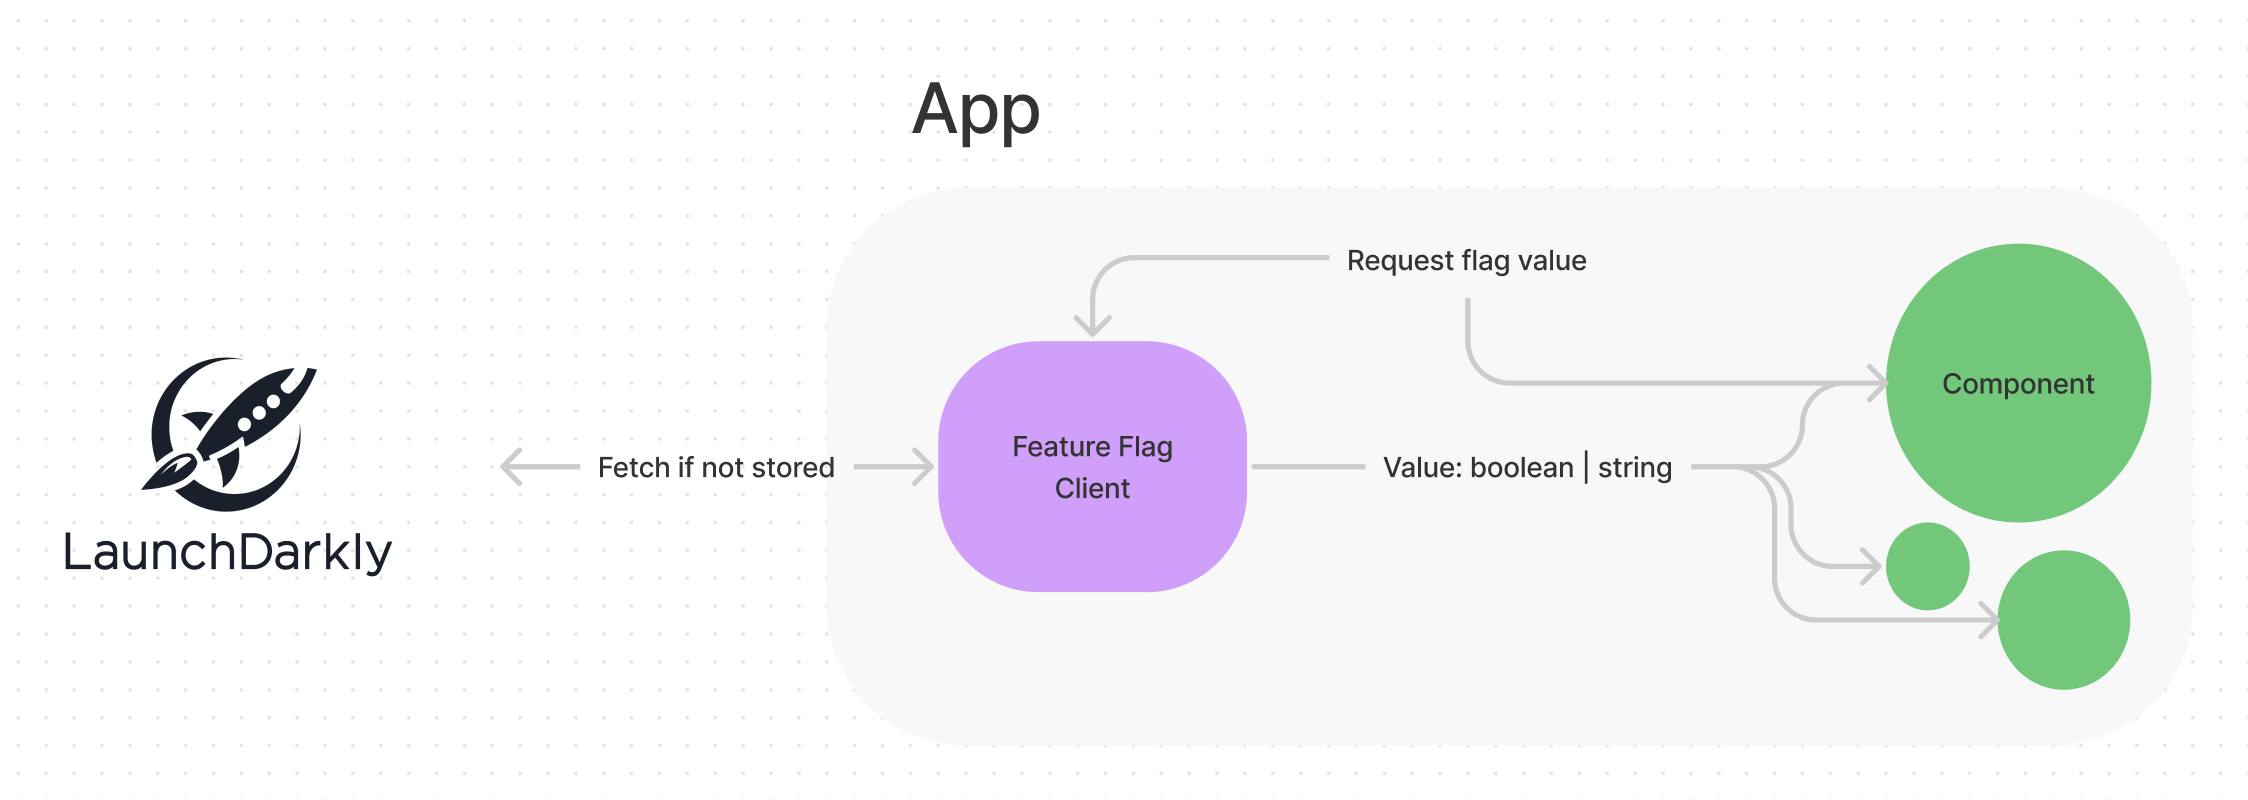 App
Request flag value
Component
Feature Flag
Client
Fetch if not stored
Value: boolean | string
LaunchDarkly